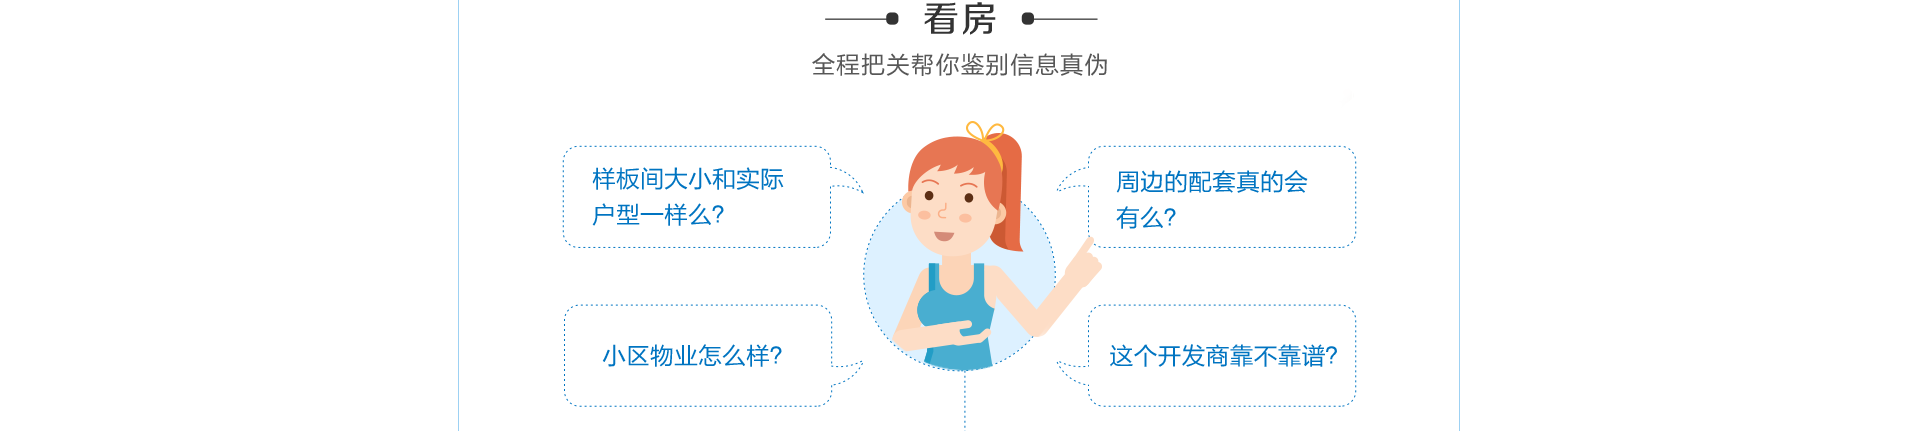 看房
全程把关帮你鉴别信息真伪
样板间大小和实际
户型一样么?
周边的配套真的会
有么?
小区物业怎么样?
这个开发商靠不靠谱?